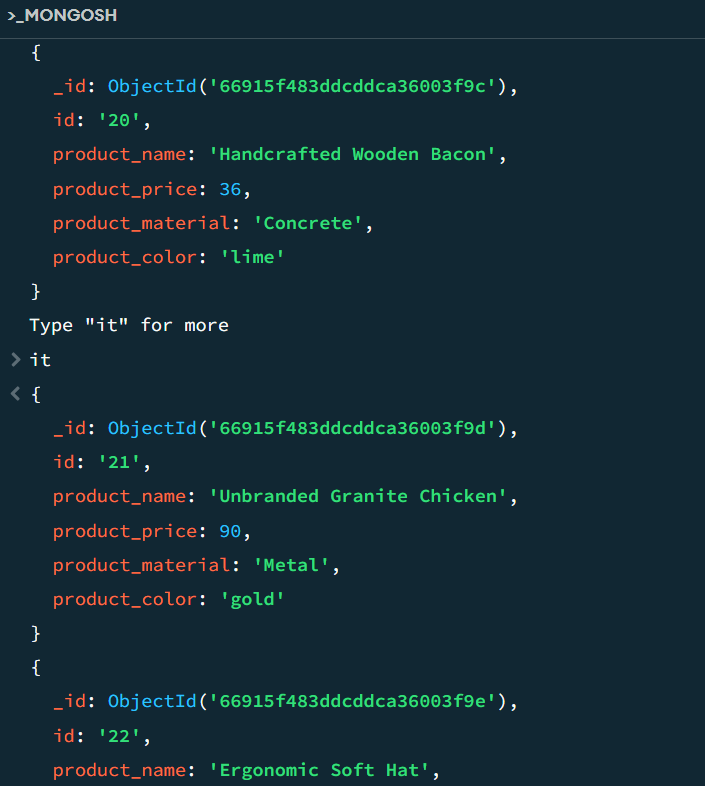 >_MONGOSH
{
_id: ObjectId('66915f483ddcddca36003f9c'),
id: '20',
product_name: 'Handcrafted Wooden Bacon',
product_price: 36,
product_material: 'Concrete',
product_color: 'lime'
}
Type "it" for more
> it
< {
_id: ObjectId('66915f483ddcddca36003f9d'),
id: '21',
product_name: 'Unbranded Granite Chicken',
product_price: 90,
product_material: 'Metal',
product_color: 'gold'
}
{
_id: ObjectId('66915f483ddcddca36003f9e'),
id: '22',
product_name: 'Ergonomic Soft Hat',